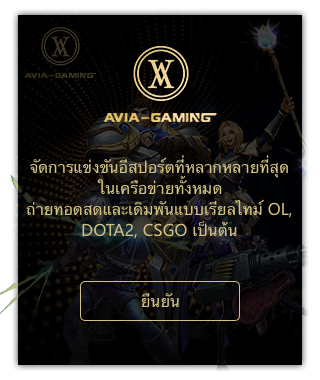 AVIA-GAMING
AVIA-GAMING
จัดการแข่งขันอีสปอร์ตที่หลากหลายที่สุด
ในเครือข่ายทั้งหมด
ถ่ายทอดสดและเดิมพันแบบเรียลไทม์ OL,
DOTA2, CSGO เป็นต้น
ยืนยัน